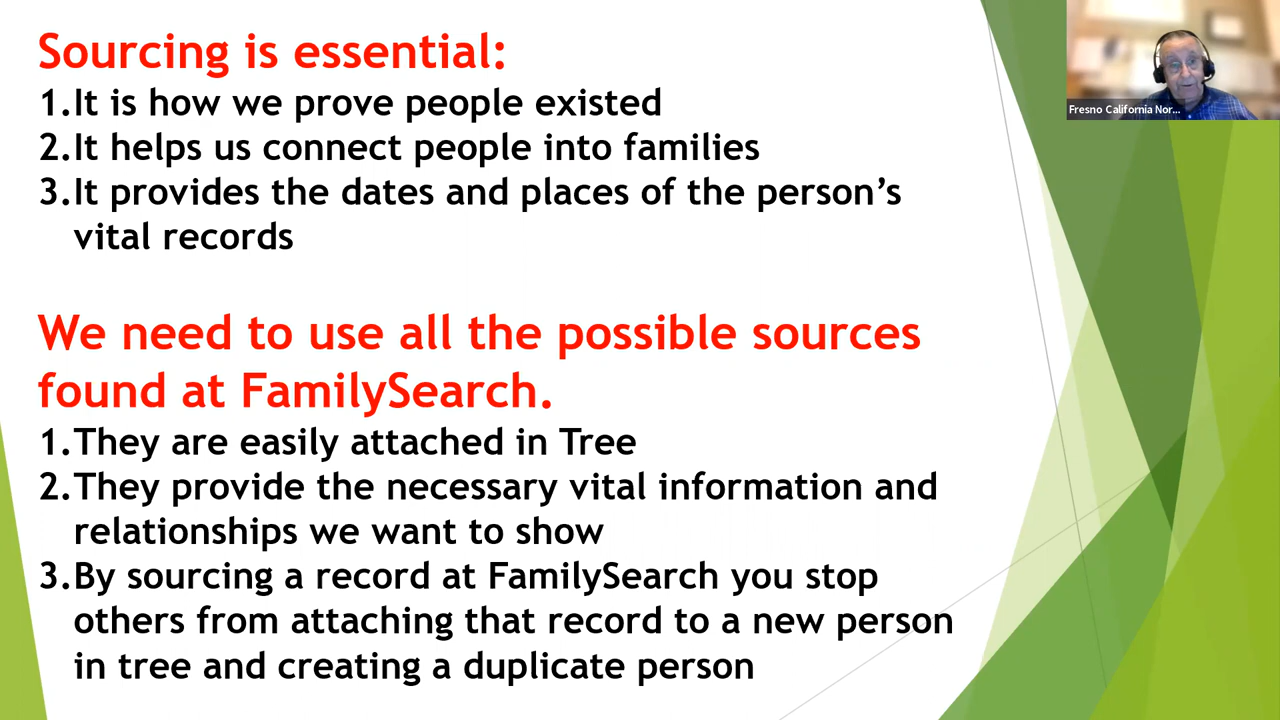 Sourcing is essential:
1.It is how we prove people existed
2.It helps us connect people into families
3.It provides the dates and places of the person’s
vital records
We need to use all the possible sources
found at FamilySearch.
1.They are easily attached in Tree
2.They provide the necessary vital information and
relationships we want to show
3.By sourcing a record at FamilySearch you stop
others from attaching that record to a new person
in tree and creating a duplicate person
Fresno California Nor...